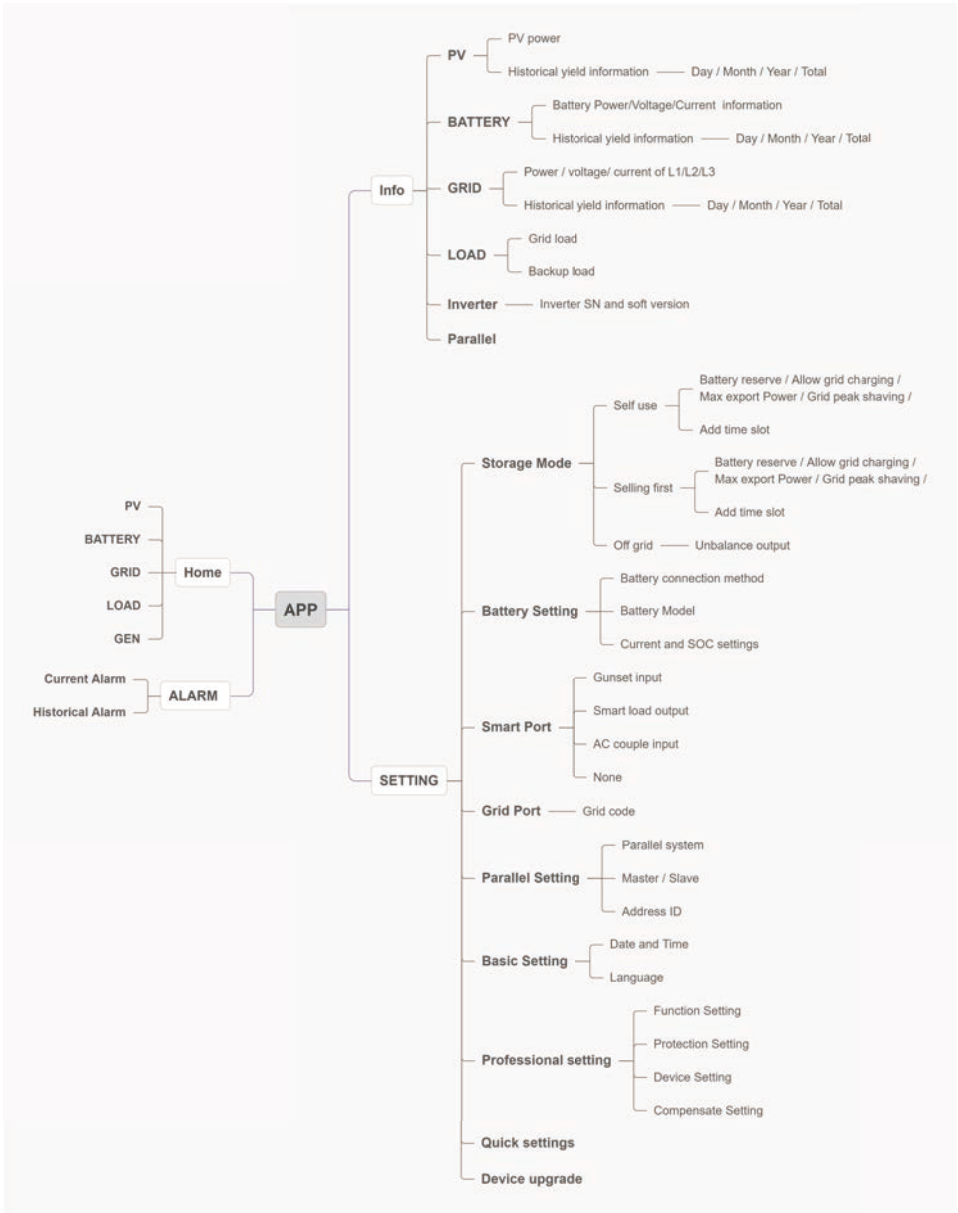 PV
PV power
Historical yield information
Day / Month / Year / Total
BATTERY
Battery Power/Voltage/Current information
Historical yield information
Day / Month / Year / Total
Info
GRID
Power / voltage/ current of L1/L2/L3
Historical yield information
Day / Month / Year / Total
LOAD
Grid load
Backup load
Inverter
Inverter SN and soft version
Parallel
Storage Mode
Self use
Battery reserve / Allow grid charging /
Max export Power / Grid peak shaving /
Add time slot
Selling first
Battery reserve / Allow grid charging /
Max export Power / Grid peak shaving /
Add time slot
Off grid
Unbalance output
PV
BATTERY
GRID
LOAD
GEN
Home
APP
Current Alarm
Historical Alarm
ALARM
SETTING
Battery Setting
Battery connection method
Battery Model
Current and SOC settings
Smart Port
Gunset input
Smart load output
AC couple input
None
Grid Port
Grid code
Parallel Setting
Parallel system
Master / Slave
Address ID
Basic Setting
Date and Time
Language
Professional setting
Function Setting
Protection Setting
Device Setting
Compensate Setting
Quick settings
Device upgrade